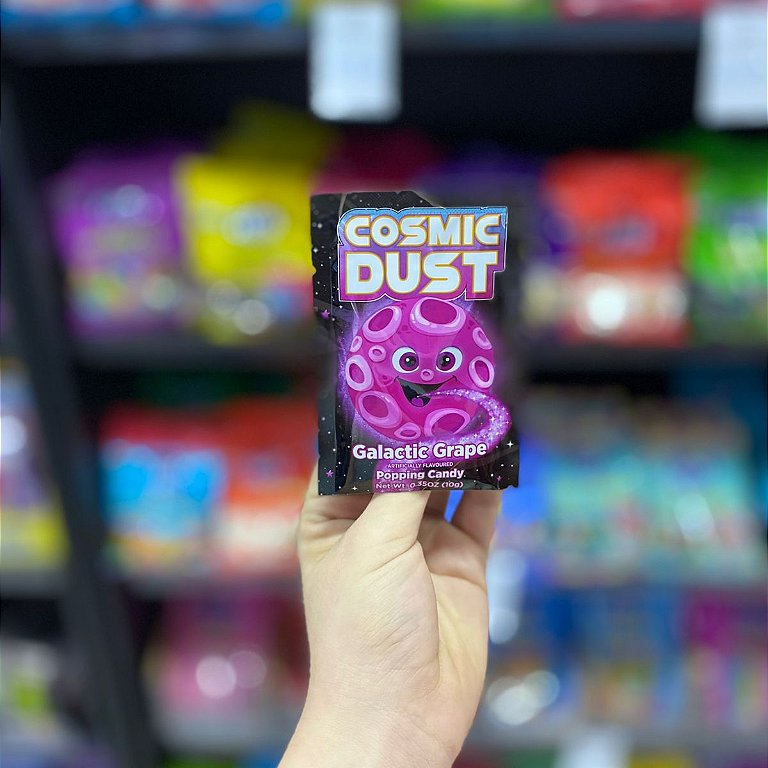 COSMIC
DUST
Galactic Grape
ARTIFICIALLY FLAVOURED
Popping Candy
Net Wt. 0.35OZ (10g)